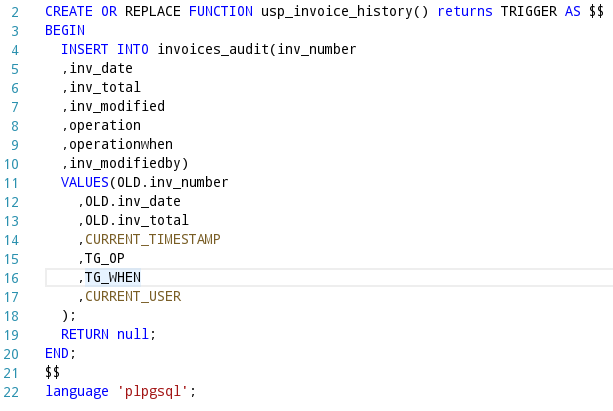 2 CREATE OR REPLACE FUNCTION usp_invoice_history() returns TRIGGER AS $$
3 BEGIN
4   INSERT INTO invoices_audit(inv_number
5   ,inv_date
6   ,inv_total
7   ,inv_modified
8   ,operation
9   ,operationwhen
10   ,inv_modifiedby)
11   VALUES(OLD.inv_number
12     ,OLD.inv_date
13     ,OLD.inv_total
14     ,CURRENT_TIMESTAMP
15     ,TG_OP
16     ,TG_WHEN
17     ,CURRENT_USER
18   );
19   RETURN null;
20 END;
21 $$
22 language 'plpgsql';